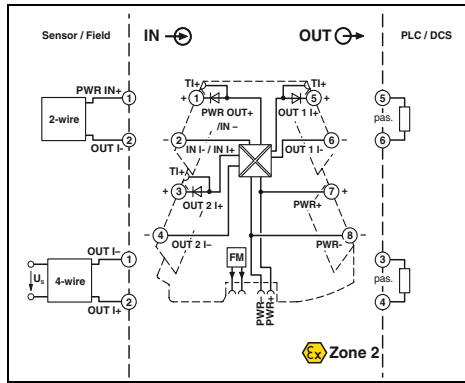 Sensor / Field
IN
OUT
PLC / DCS
PWR IN+
1
2-wire
2
OUT I-
TI+
+
1
PWR OUT+
/IN –
–
2
IN I- / IN I+
TI+
+
3
OUT 2 I+
–
4
OUT 2 I–
TI+
5
+
OUT 1 I+
6
–
OUT 1 I-
7
+
PWR+
8
–
PWR-
FM
PWR–
PWR+
5
pas.
6
OUT I–
1
Us
4-wire
2
OUT I+
3
pas.
4
Ex Zone 2